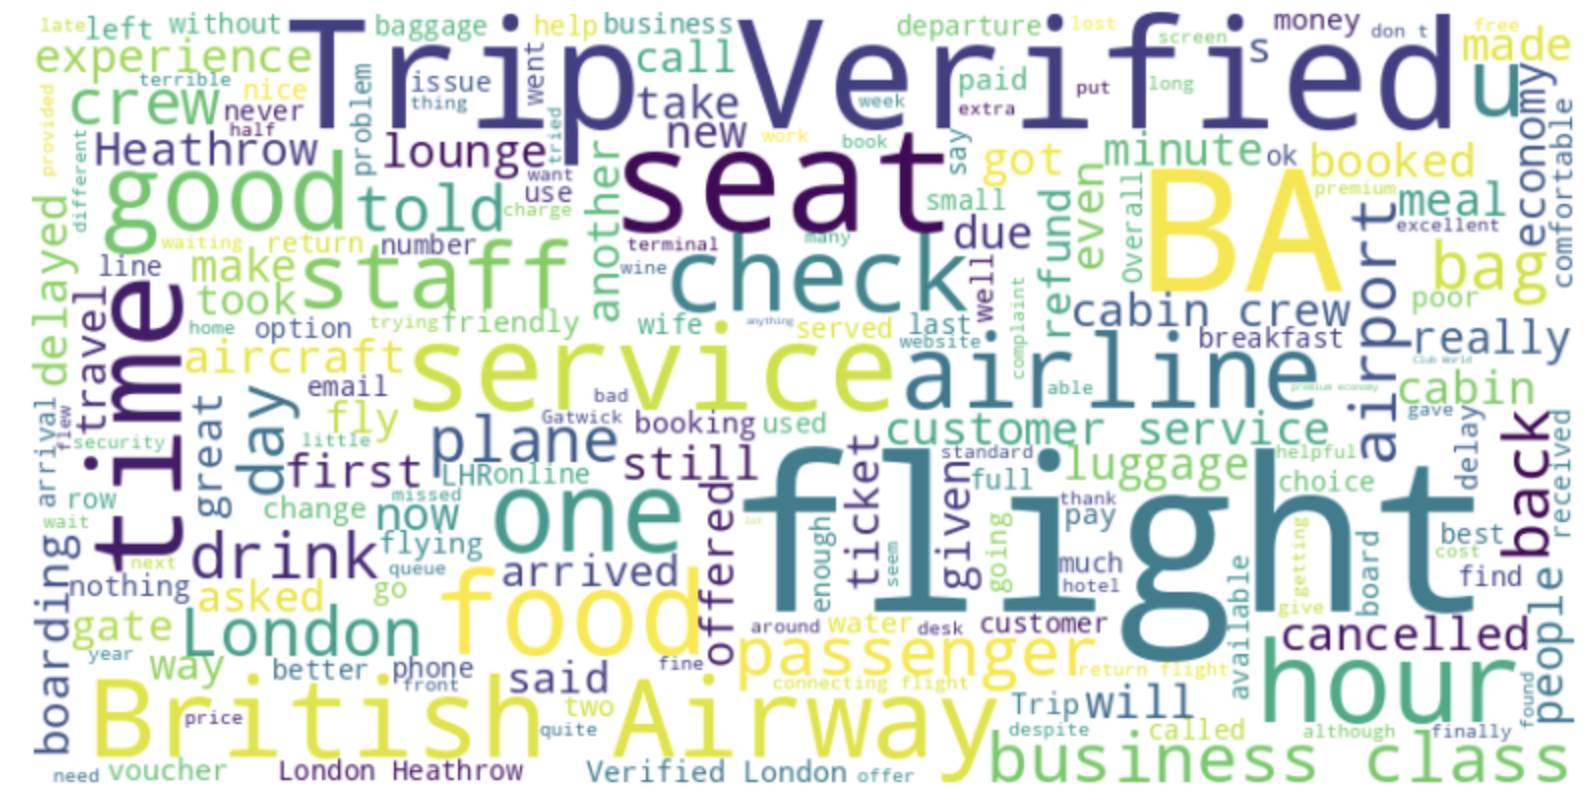 late left without baggage help business departure lost money don t free
experience Trip Verified call screen s made
terrible nice issue went paid put long u
crew never thing problem take week extra economy
provided half new work book say
Heathrow lounge tried seat got minute ok booked comfortable
different good told want use another small even Overall BA premium meal
charge refund excellent
waiting return number terminal many due
delayed line make staff wine check well airport bag
took complaint cabin crew poor
home option trying friendly wife anything served last website breakfast really
travel time aircraft service airline Club World
email bad able premium economy cabin
arrival flew great day fly Gatwick booking used gave delay
security little plane customer service back received
first LHR online still standard luggage helpful
row missed full choice
change now one offered ticket given flight thank
wait flying lot pay best
next drink queue enough seem going much getting board cost
boarding nothing arrived hotel find
asked go food give people
gate London around water desk customer available cancelled
year way better phone fine passenger return flight hour
front said connecting flight
British Airway two Trip will found
price quite despite called although finally
need voucher London Heathrow Verified London offer business class